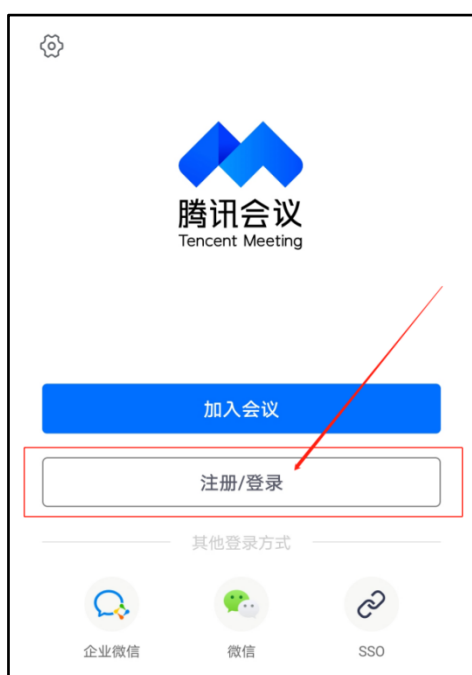 腾讯会议
Tencent Meeting
加入会议
注册/登录
其他登录方式
企业微信
微信
SSO